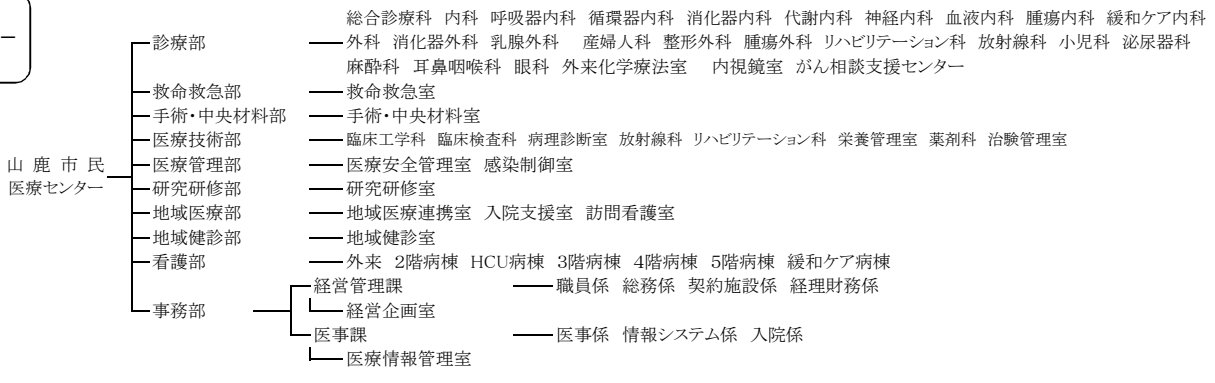 総合診療科 内科 呼吸器内科 循環器内科 消化器内科 代謝内科 神経内科 血液内科 腫瘍内科 緩和ケア内科
診療部 外科 消化器外科 乳腺外科 産婦人科 整形外科 腫瘍外科 リハビリテーション科 放射線科 小児科 泌尿器科
麻酔科 耳鼻咽喉科 眼科 外来化学療法室 内視鏡室 がん相談支援センター
救命救急部 救命救急室
手術・中央材料部 手術・中央材料室
医療技術部 臨床工学科 臨床検査科 病理診断室 放射線科 リハビリテーション科 栄養管理室 薬剤科 治験管理室
山鹿市民
医療センター
医療管理部 医療安全管理室 感染制御室
研究研修部 研究研修室
地域医療部 地域医療連携室 入院支援室 訪問看護室
地域健診部 地域健診室
看護部 外来 2階病棟 HCU病棟 3階病棟 4階病棟 5階病棟 緩和ケア病棟
経営管理課 職員係 総務係 契約施設係 経理財務係
事務部 経営企画室
医事課 医事係 情報システム係 入院係
医療情報管理室